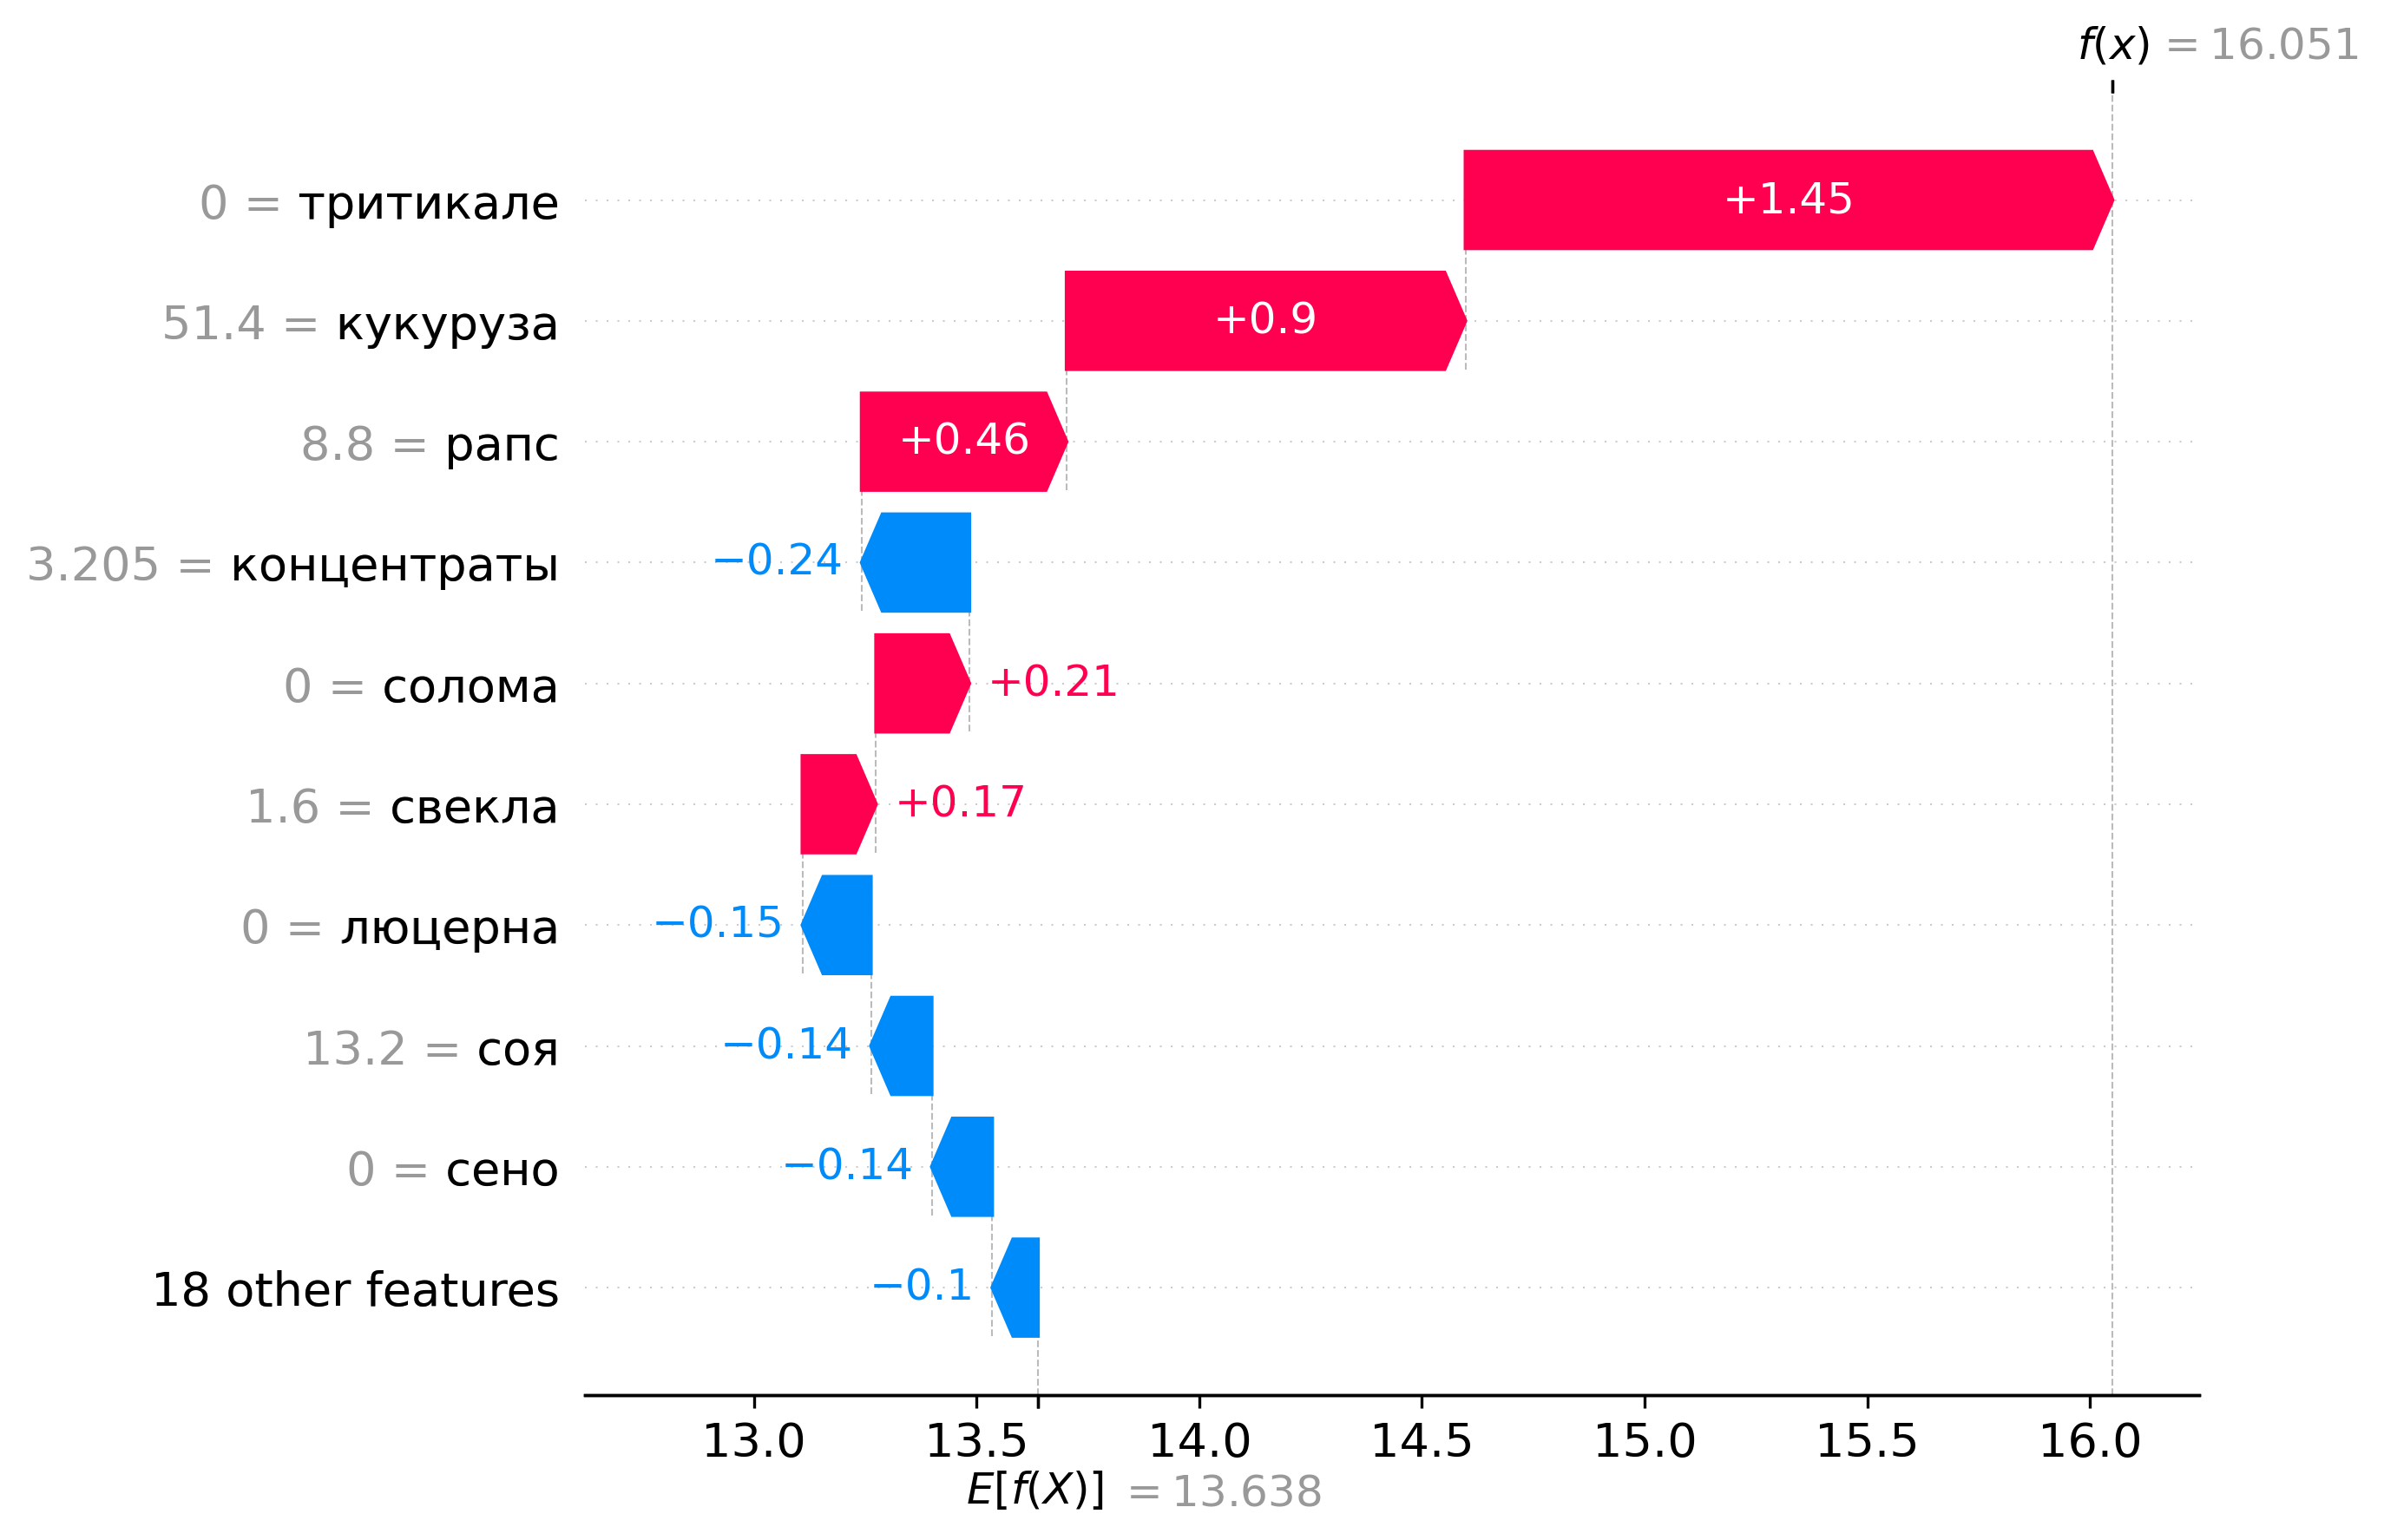 f(x) = 16.051
0 = тритикале
+1.45
51.4 = кукуруза
+0.9
8.8 = рапс
+0.46
3.205 = концентраты
−0.24
0 = солома
+0.21
1.6 = свекла
+0.17
0 = люцерна
−0.15
13.2 = соя
−0.14
0 = сено
−0.14
18 other features
−0.1
13.0 13.5 14.0 14.5 15.0 15.5 16.0
E[f(X)] = 13.638